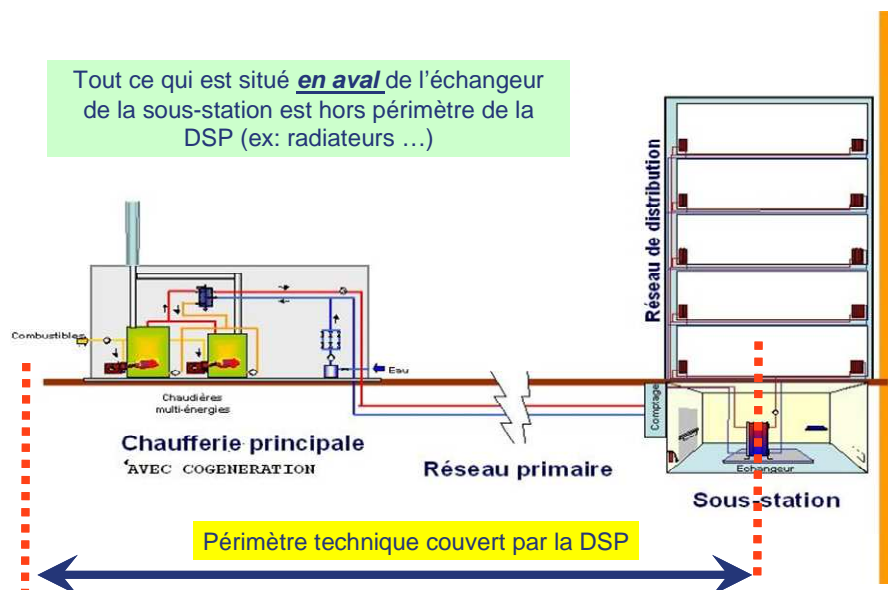 Tout ce qui est situé en aval de l'échangeur
de la sous-station est hors périmètre de la
DSP (ex: radiateurs …)
Réseau de distribution
Combustibles
Eau
Chaudières
multi-énergies
Comptage
Chaufferie principale
AVEC COGENERATION
Réseau primaire
Echangeur
Sous-station
Périmètre technique couvert par la DSP